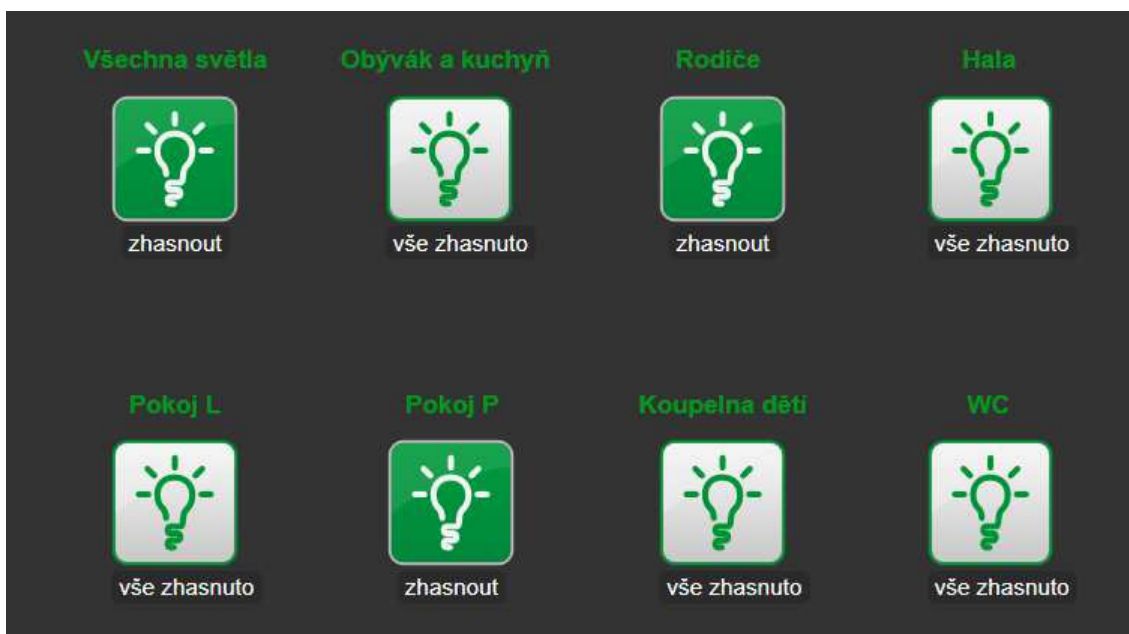 Všechna světla
Obývák a kuchyň
Rodiče
Hala
zhasnout
vše zhasnuto
zhasnout
vše zhasnuto
Pokoj L
Pokoj P
Koupelna dětí
WC
vše zhasnuto
zhasnout
vše zhasnuto
vše zhasnuto